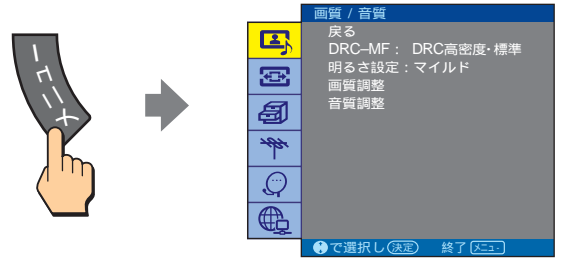 メニュー
画質 / 音質
戻る
DRC–MF： DRC高密度・標準
明るさ設定：マイルド
画質調整
音質調整
で選択し 決定 終了 メニュー